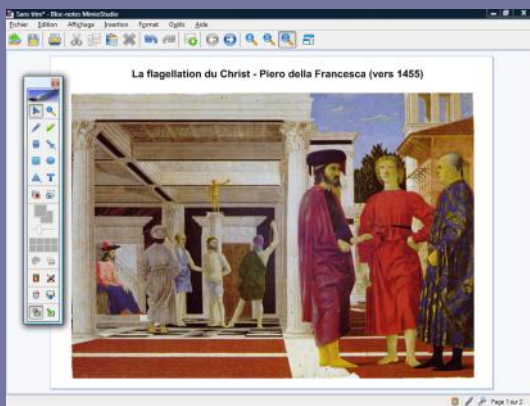 Sans titre* - Bloc-notes MimioStudio
Fichier Edition Affichage Insertion Format Outils Aide
La flagellation du Christ - Piero della Francesca (vers 1455)
T
Page 1 sur 2